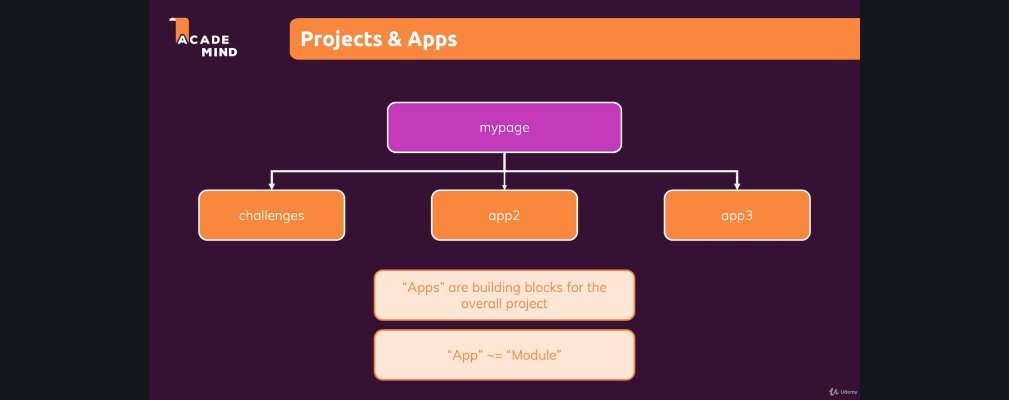 ACADE
MIND
Projects & Apps
mypage
challenges
app2
app3
“Apps” are building blocks for the
overall project
“App” ~= “Module”
Udemy